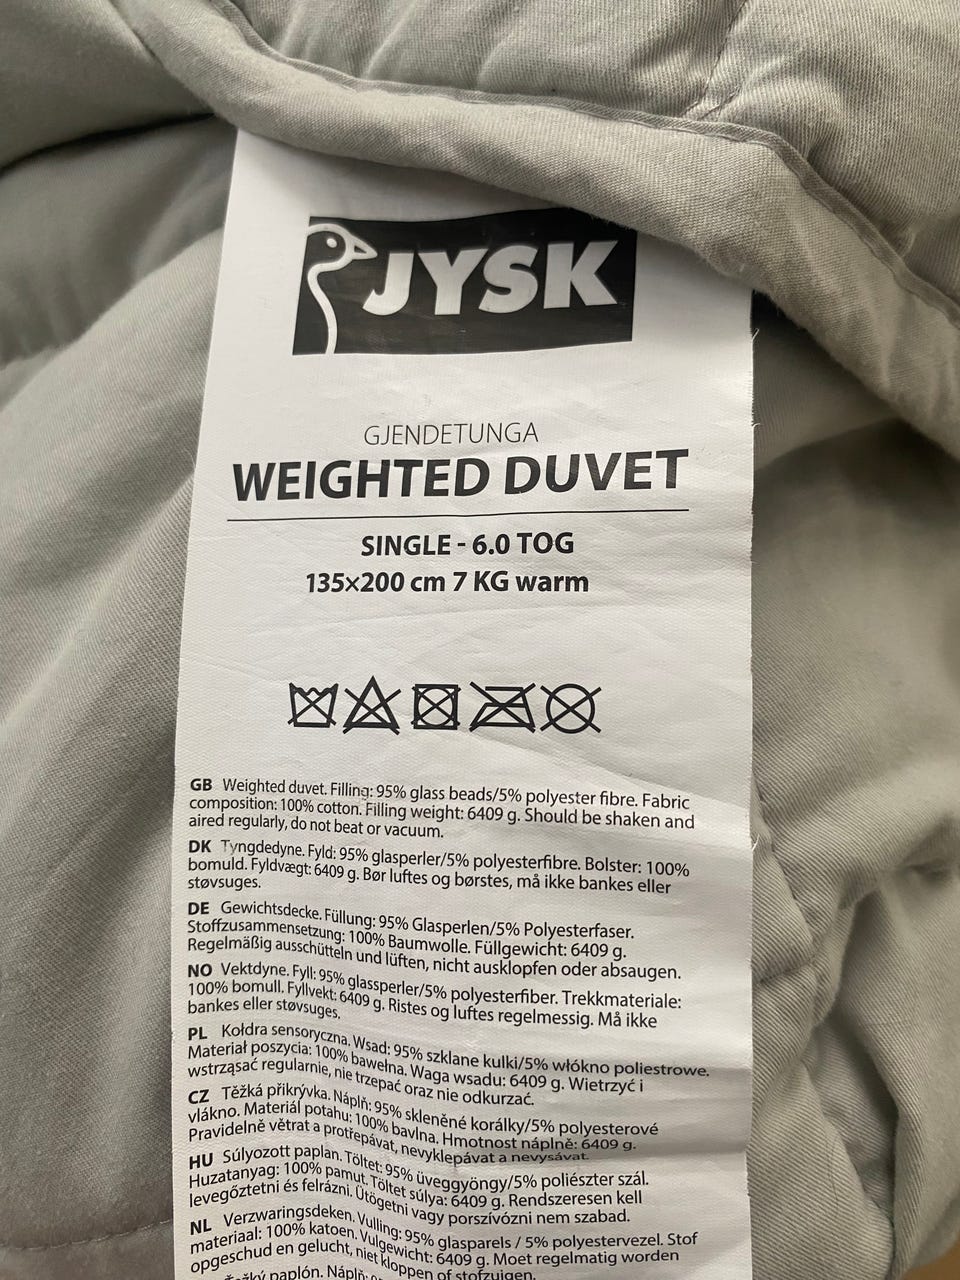 JYSK
GJENDETUNGA
WEIGHTED DUVET
SINGLE - 6.0 TOG
135×200 cm 7 KG warm
GB Weighted duvet. Filling: 95% glass beads/5% polyester fibre. Fabric
composition: 100% cotton. Filling weight: 6409 g. Should be shaken and
aired regularly, do not beat or vacuum.
DK Tyngdedyne. Fyld: 95% glasperler/5% polyesterfibre. Bolster: 100%
bomuld. Fyldvægt: 6409 g. Bør luftes og børstes, må ikke bankes eller
støvsuges.
DE Gewichtsdecke. Füllung: 95% Glasperlen/5% Polyesterfaser.
Stoffzusammensetzung: 100% Baumwolle. Füllgewicht: 6409 g.
Regelmäßig ausschütteln und lüften, nicht ausklopfen oder absaugen.
NO Vektdyne. Fyll: 95% glassperler/5% polyesterfiber. Trekkmateriale:
100% bomull. Fyllvekt: 6409 g. Ristes og luftes regelmessig. Må ikke
bankes eller støvsuges.
PL Kołdra sensoryczna. Wsad: 95% szklane kulki/5% włókno poliestrowe.
Materiał poszycia: 100% bawełna. Waga wsadu: 6409 g. Wietrzyć i
wstrząsać regularnie, nie trzepać oraz nie odkurzać.
CZ Těžká přikrývka. Náplň: 95% skleněné korálky/5% polyesterové
vlákno. Materiál potahu: 100% bavlna. Hmotnost náplně: 6409 g.
Pravidelně větrat a protřepávat, nevyklepávat a nevysávat.
HU Súlyozott paplan. Töltet: 95% üveggyöngy/5% poliészter szál.
Huzatanyag: 100% pamut. Töltet súlya: 6409 g. Rendszeresen kell
levegőztetni és felrázni. Ütögetni vagy porszívózni nem szabad.
NL Verzwaringsdeken. Vulling: 95% glasparels / 5% polyestervezel. Stof
materiaal: 100% katoen. Vulgewicht: 6409 g. Moet regelmatig worden
opgeschud en gelucht, niet kloppen of stofzuigen.
paplón. Náplň: